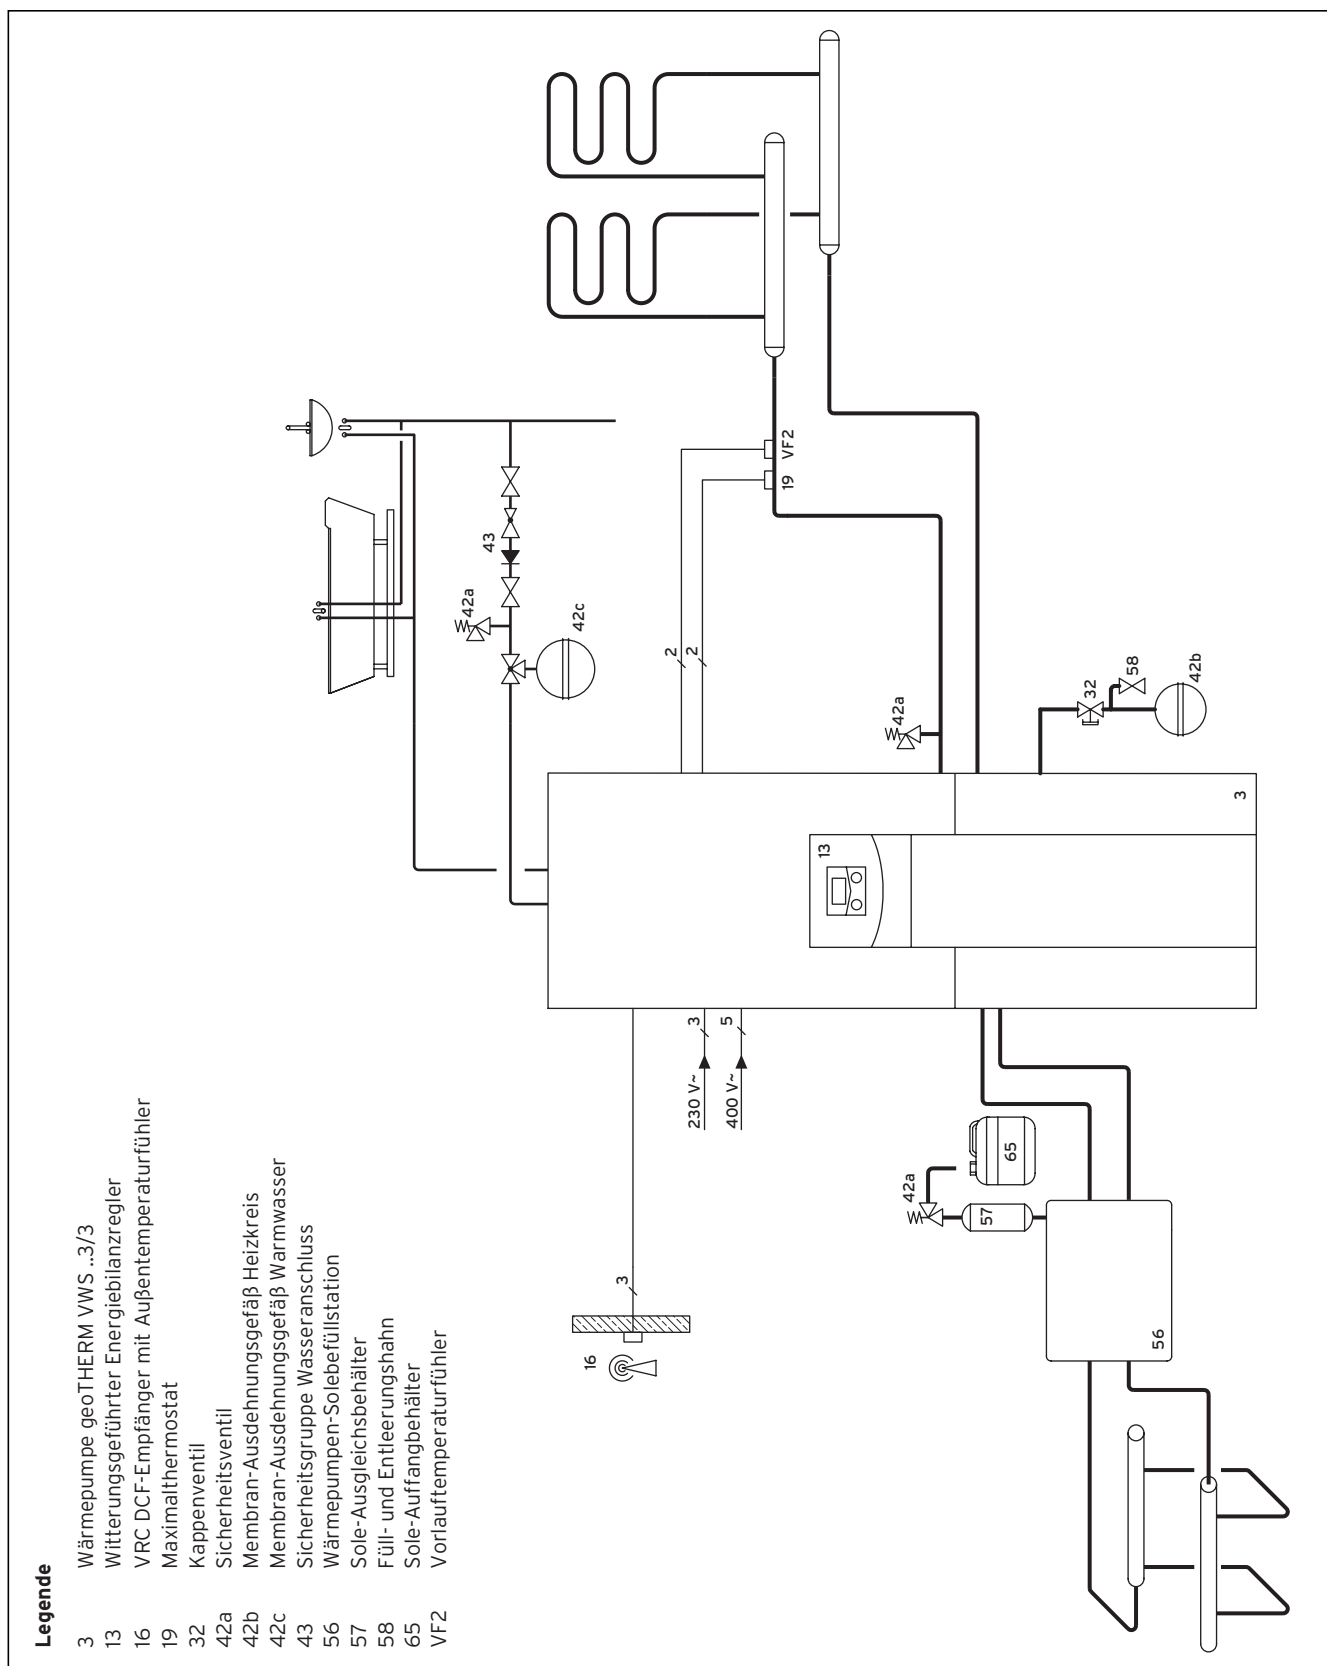 Legende
3 Wärmepumpe geoTHERM VWS ..3/3
13 Witterungsgeführter Energiebilanzregler
16 VRC DCF-Empfänger mit Außentemperaturfühler
19 Maximalthermostat
32 Kappenventil
42a Sicherheitsventil
42b Membran-Ausdehnungsgefäß Heizkreis
42c Membran-Ausdehnungsgefäß Warmwasser
43 Sicherheitsgruppe Wasseranschluss
56 Wärmepumpen-Solebefüllstation
57 Sole-Ausgleichsbehälter
58 Füll- und Entleerungshahn
65 Sole-Auffangbehälter
VF2 Vorlauftemperaturfühler
16
3
230 V~
3
400 V~
5
42a
57
65
56
13
3
42a
43
42c
2
2
19
VF2
42a
32
58
42b